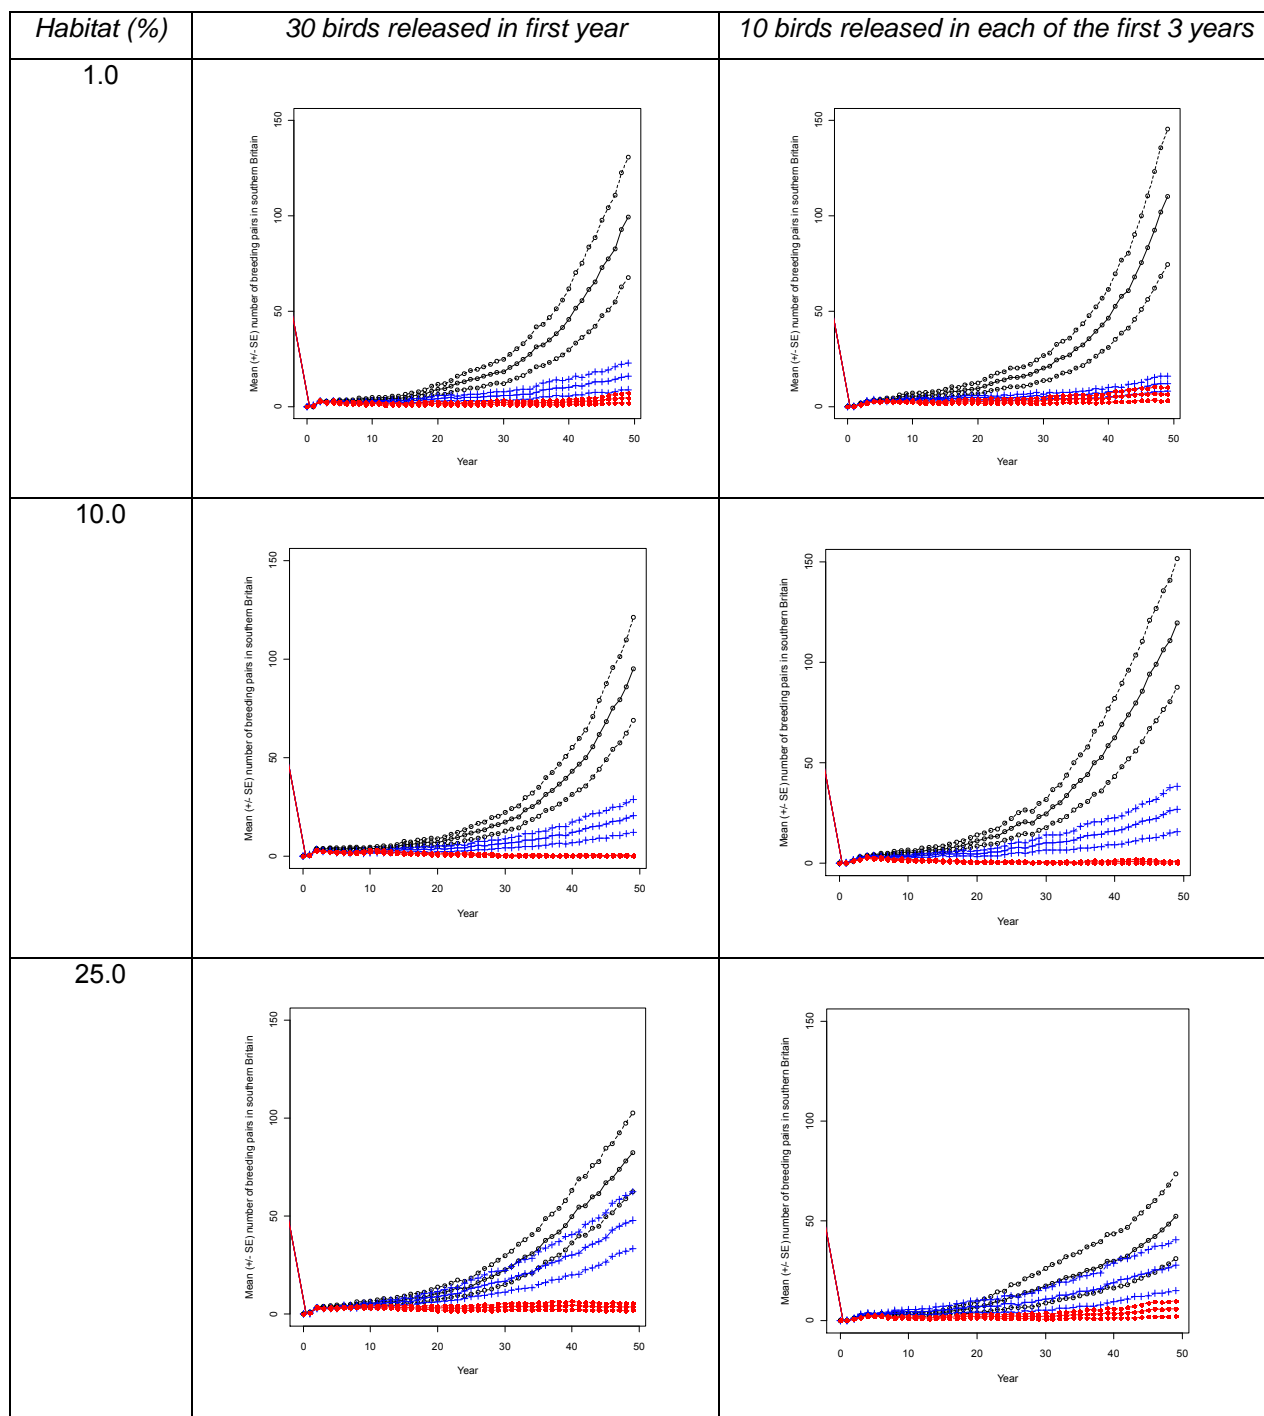 Habitat (%) 30 birds released in first year 10 birds released in each of the first 3 years
1.0
Mean (+/- SE) number of breeding pairs in southern Britain
150
100
50
0
0 10 20 30 40 50
Year
Mean (+/- SE) number of breeding pairs in southern Britain
150
100
50
0
0 10 20 30 40 50
Year
10.0
Mean (+/- SE) number of breeding pairs in southern Britain
150
100
50
0
0 10 20 30 40 50
Year
Mean (+/- SE) number of breeding pairs in southern Britain
150
100
50
0
0 10 20 30 40 50
Year
25.0
Mean (+/- SE) number of breeding pairs in southern Britain
150
100
50
0
0 10 20 30 40 50
Year
Mean (+/- SE) number of breeding pairs in southern Britain
150
100
50
0
0 10 20 30 40 50
Year